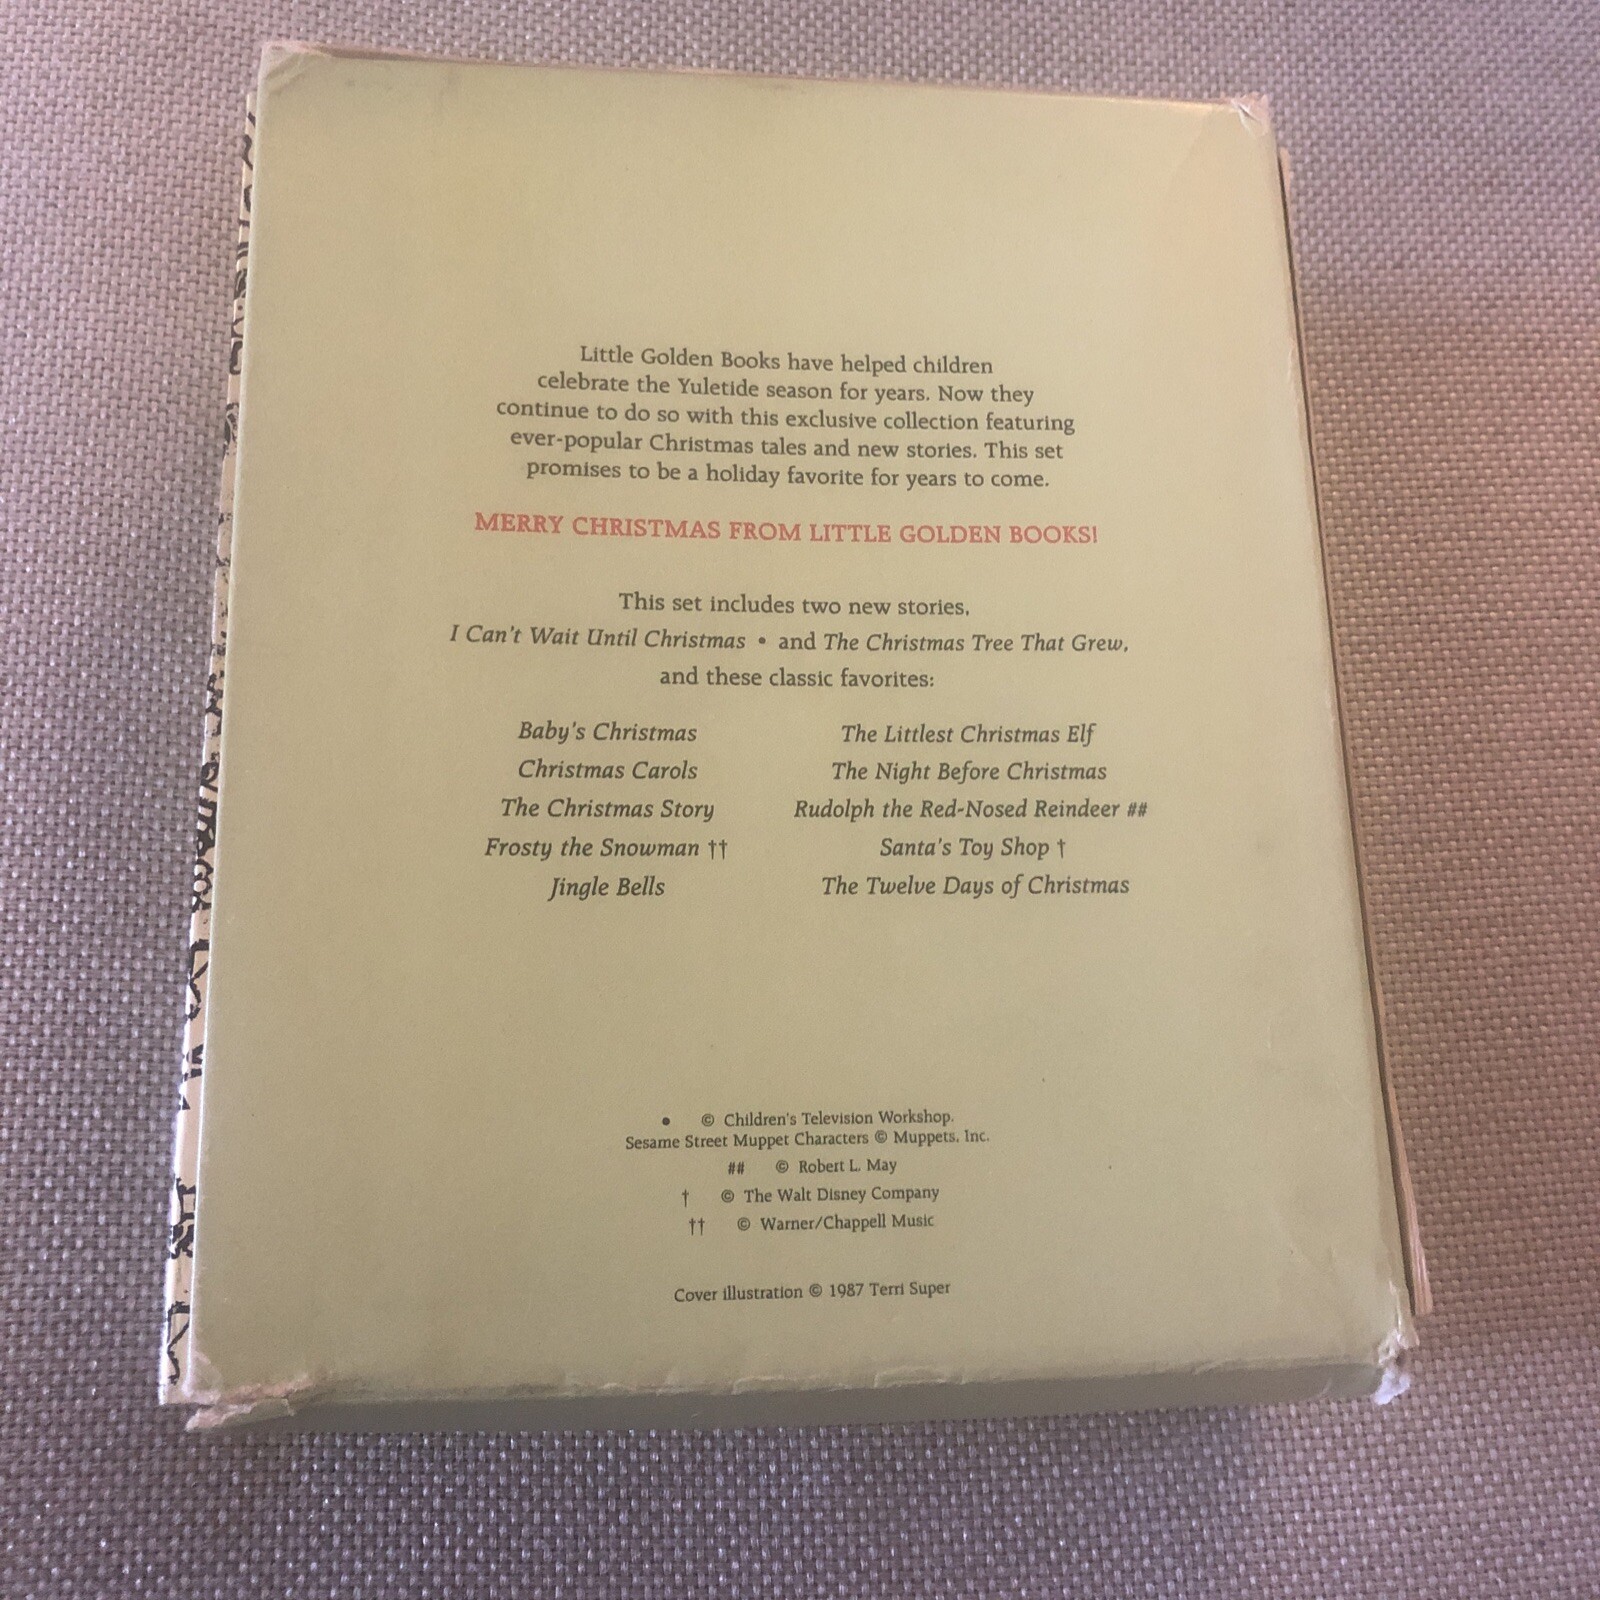 Little Golden Books have helped children
celebrate the Yuletide season for years. Now they
continue to do so with this exclusive collection featuring
ever-popular Christmas tales and new stories. This set
promises to be a holiday favorite for years to come.
MERRY CHRISTMAS FROM LITTLE GOLDEN BOOKS!
This set includes two new stories,
I Can't Wait Until Christmas • and The Christmas Tree That Grew,
and these classic favorites:
Baby's Christmas
Christmas Carols
The Christmas Story
Frosty the Snowman ††
Jingle Bells
The Littlest Christmas Elf
The Night Before Christmas
Rudolph the Red-Nosed Reindeer ##
Santa's Toy Shop †
The Twelve Days of Christmas
• © Children's Television Workshop.
Sesame Street Muppet Characters © Muppets, Inc.
## © Robert L. May
† © The Walt Disney Company
†† © Warner/Chappell Music
Cover illustration © 1987 Terri Super